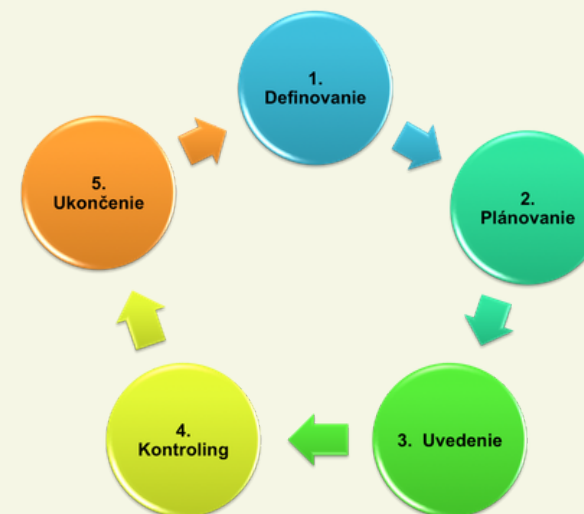 1.
Definovanie
2.
Plánovanie
3. Uvedenie
4.
Kontroling
5.
Ukončenie